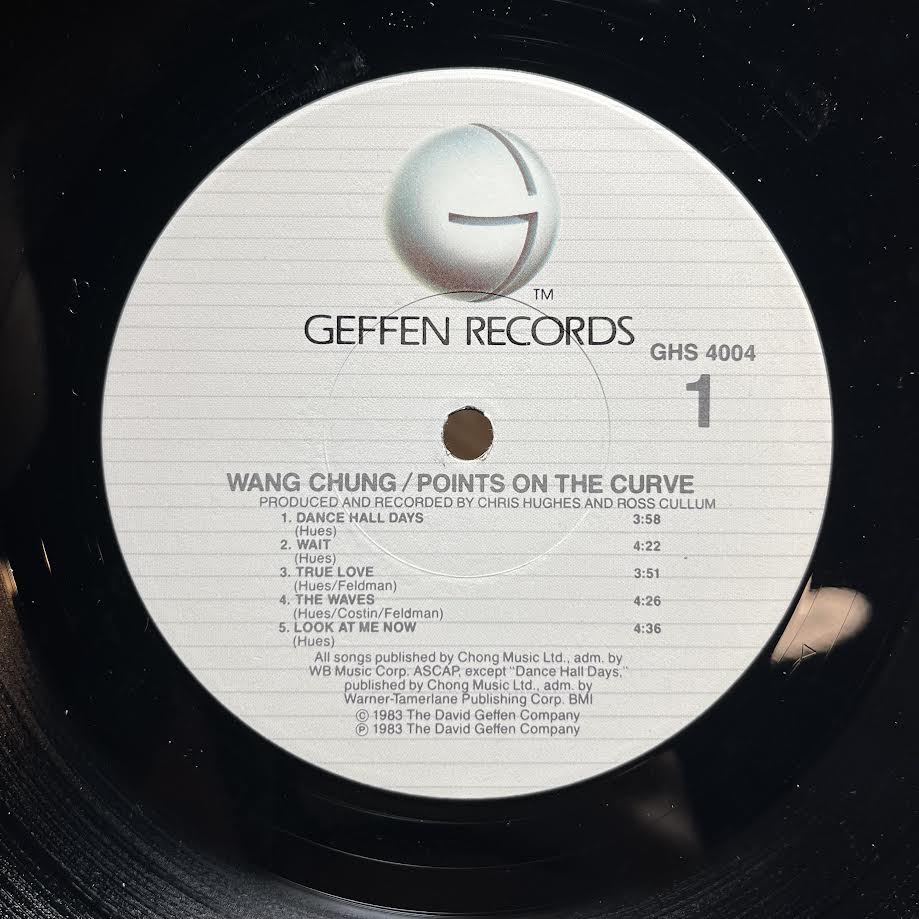 TM
GEFFEN RECORDS
GHS 4004
1
WANG CHUNG / POINTS ON THE CURVE
PRODUCED AND RECORDED BY CHRIS HUGHES AND ROSS CULLUM
1. DANCE HALL DAYS 3:58
(Hues)
2. WAIT 4:22
(Hues)
3. TRUE LOVE 3:51
(Hues/Feldman)
4. THE WAVES 4:26
(Hues/Costin/Feldman)
5. LOOK AT ME NOW 4:36
(Hues)
All songs published by Chong Music Ltd., adm. by
WB Music Corp. ASCAP, except "Dance Hall Days,"
published by Chong Music Ltd., adm. by
Warner-Tamerlane Publishing Corp. BMI
© 1983 The David Geffen Company
℗ 1983 The David Geffen Company